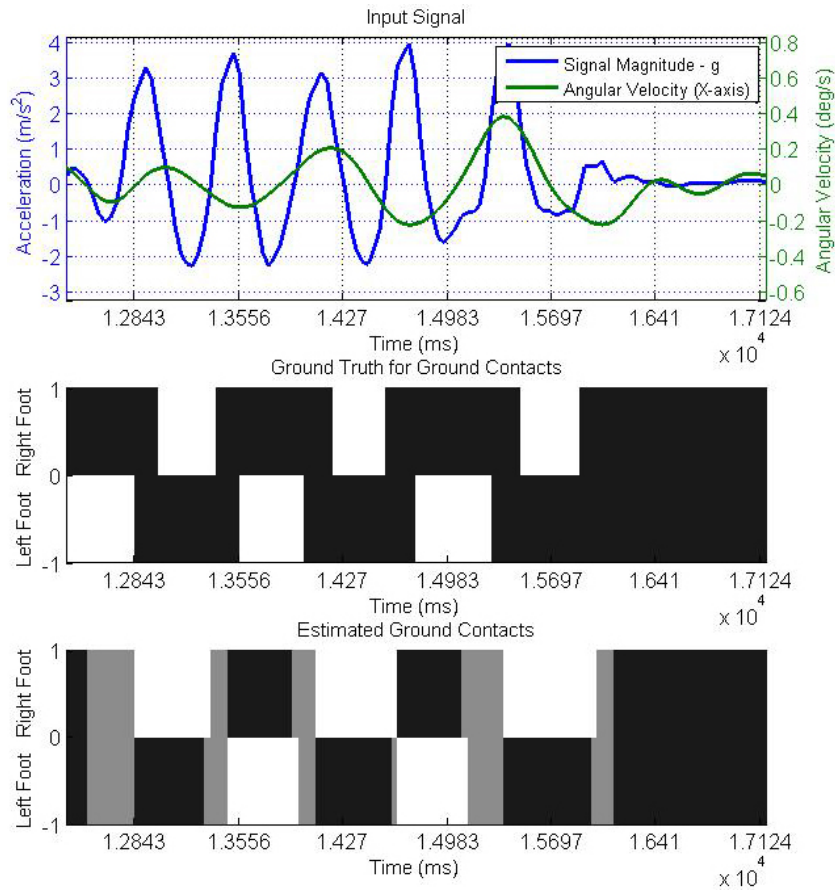 Input Signal
Signal Magnitude - g
Angular Velocity (X-axis)
Acceleration (m/s²)
4
3
2
1
0
-1
-2
-3
Angular Velocity (deg/s)
0.8
0.6
0.4
0.2
0
-0.2
-0.4
-0.6
1.2843 1.3556 1.427 1.4983 1.5697 1.641 1.7124
Time (ms)
x 10⁴
Ground Truth for Ground Contacts
Left Foot Right Foot
1
0
-1
1.2843 1.3556 1.427 1.4983 1.5697 1.641 1.7124
Time (ms)
x 10⁴
Estimated Ground Contacts
Left Foot Right Foot
1
0
-1
1.2843 1.3556 1.427 1.4983 1.5697 1.641 1.7124
Time (ms)
x 10⁴